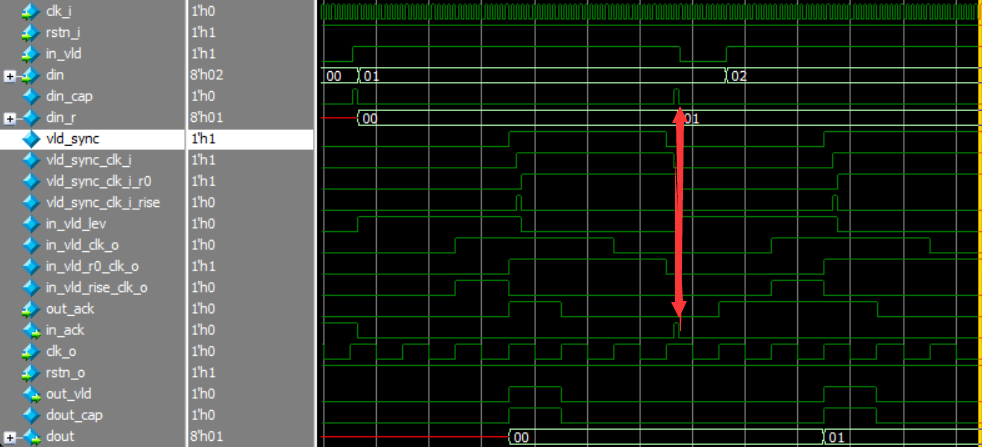 clk_i 1'h0
rstn_i 1'h1
in_vld 1'h1
din 8'h02 00 01 02
din_cap 1'h0
din_r 8'h01 00 01
vld_sync 1'h1
vld_sync_clk_i 1'h1
vld_sync_clk_i_r0 1'h1
vld_sync_clk_i_rise 1'h0
in_vld_lev 1'h0
in_vld_clk_o 1'h0
in_vld_r0_clk_o 1'h1
in_vld_rise_clk_o 1'h0
out_ack 1'h0
in_ack 1'h0
clk_o 1'h0
rstn_o 1'h1
out_vld 1'h0
dout_cap 1'h0
dout 8'h01 00 01